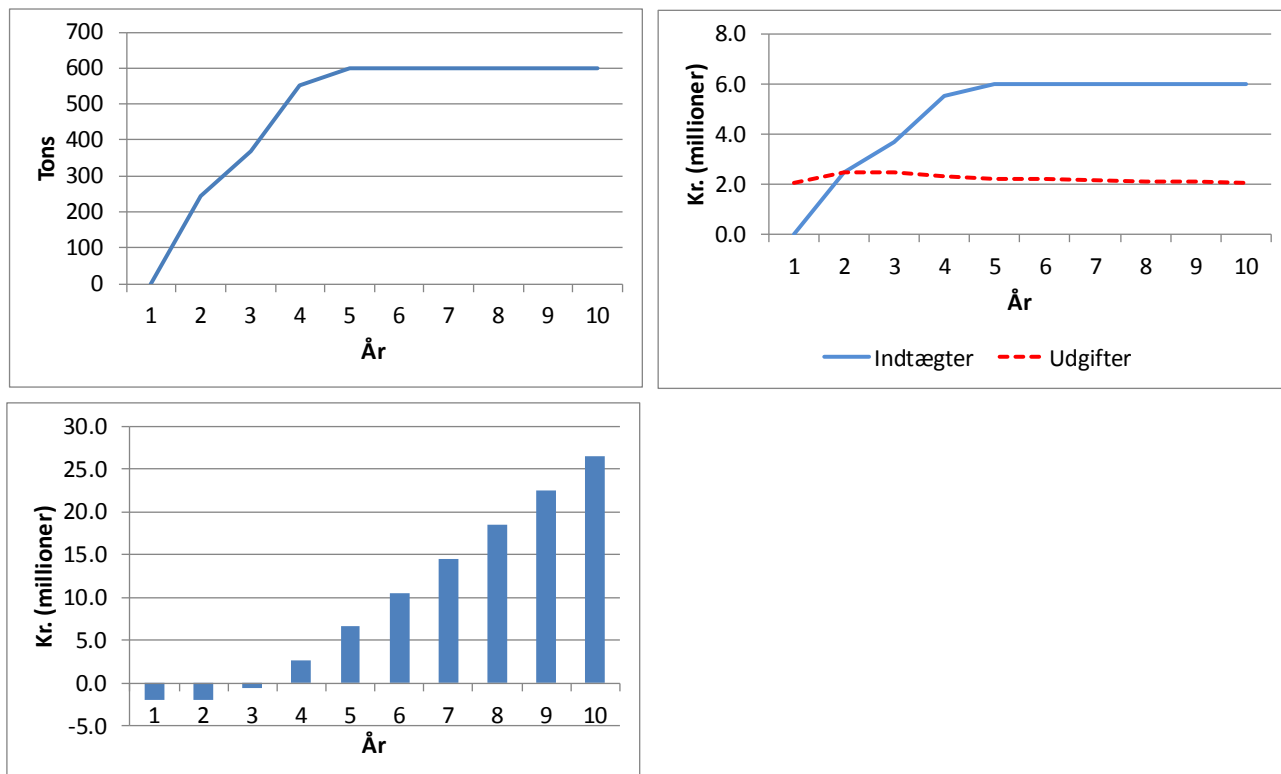 700
600
500
400
300
200
100
0
Tons
1 2 3 4 5 6 7 8 9 10
År
8.0
6.0
4.0
2.0
0.0
Kr. (millioner)
1 2 3 4 5 6 7 8 9 10
År
Indtægter Udgifter
30.0
25.0
20.0
15.0
10.0
5.0
0.0
-5.0
Kr. (millioner)
1 2 3 4 5 6 7 8 9 10
År